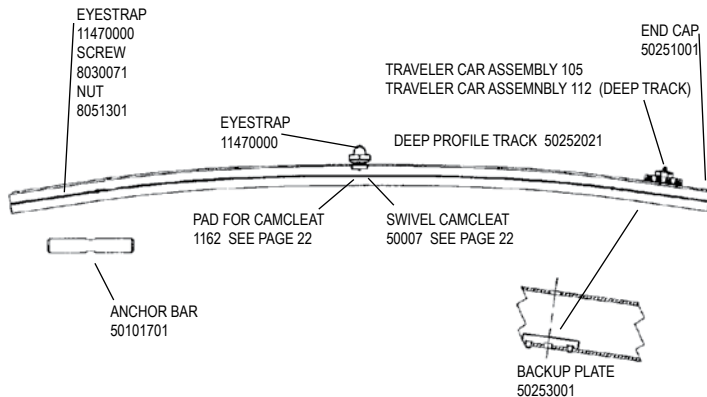 EYESTRAP
11470000
SCREW
8030071
NUT
8051301
END CAP
50251001
TRAVELER CAR ASSEMBLY 105
TRAVELER CAR ASSEMNBLY 112 (DEEP TRACK)
EYESTRAP
11470000
DEEP PROFILE TRACK 50252021
PAD FOR CAMCLEAT
1162 SEE PAGE 22
SWIVEL CAMCLEAT
50007 SEE PAGE 22
ANCHOR BAR
50101701
BACKUP PLATE
50253001